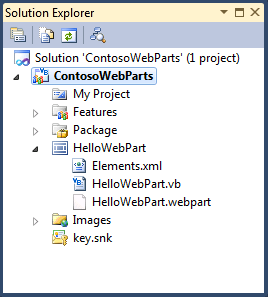 Solution Explorer
Solution 'ContosoWebParts' (1 project)
ContosoWebParts
My Project
Features
Package
HelloWebPart
Elements.xml
HelloWebPart.vb
HelloWebPart.webpart
Images
key.snk